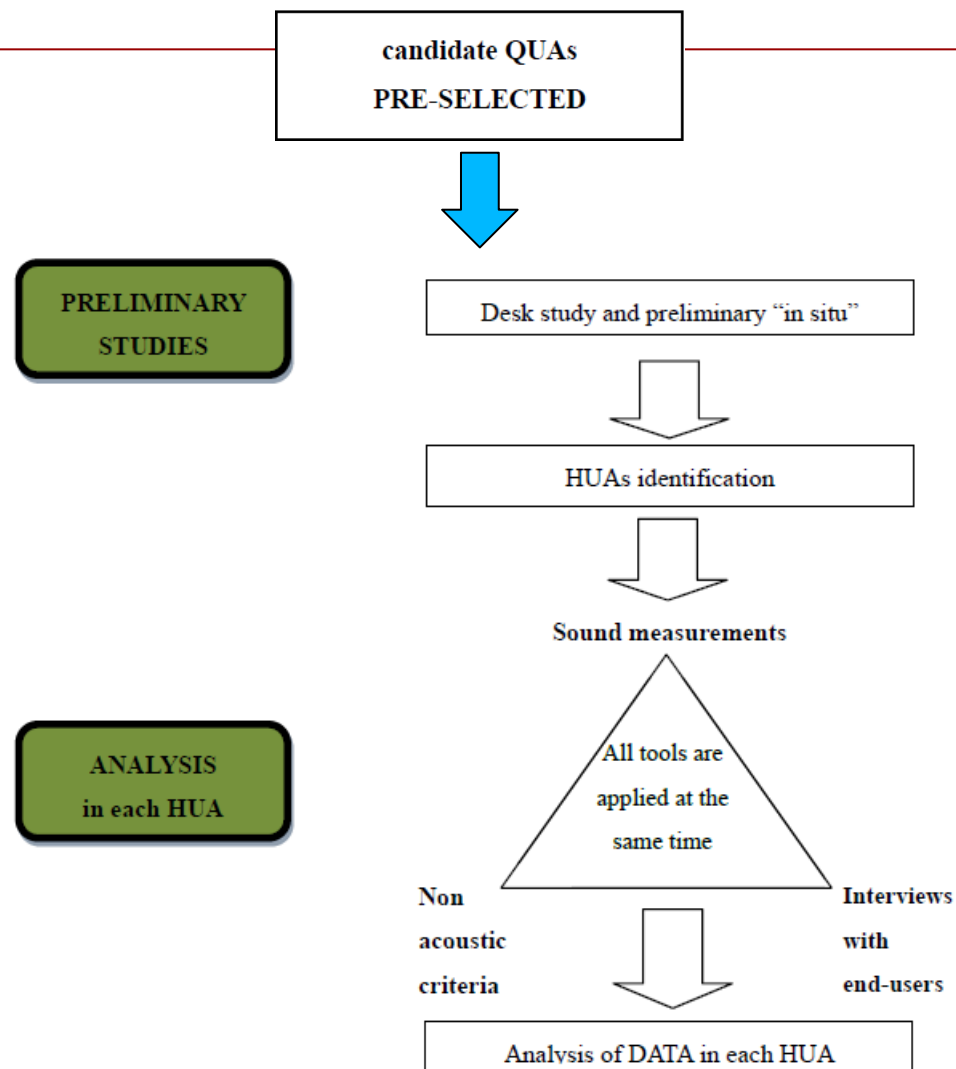 candidate QUAs
PRE-SELECTED
PRELIMINARY
STUDIES
Desk study and preliminary “in situ”
HUAs identification
Sound measurements
ANALYSIS
in each HUA
All tools are
applied at the
same time
Non
acoustic
criteria
Interviews
with
end-users
Analysis of DATA in each HUA